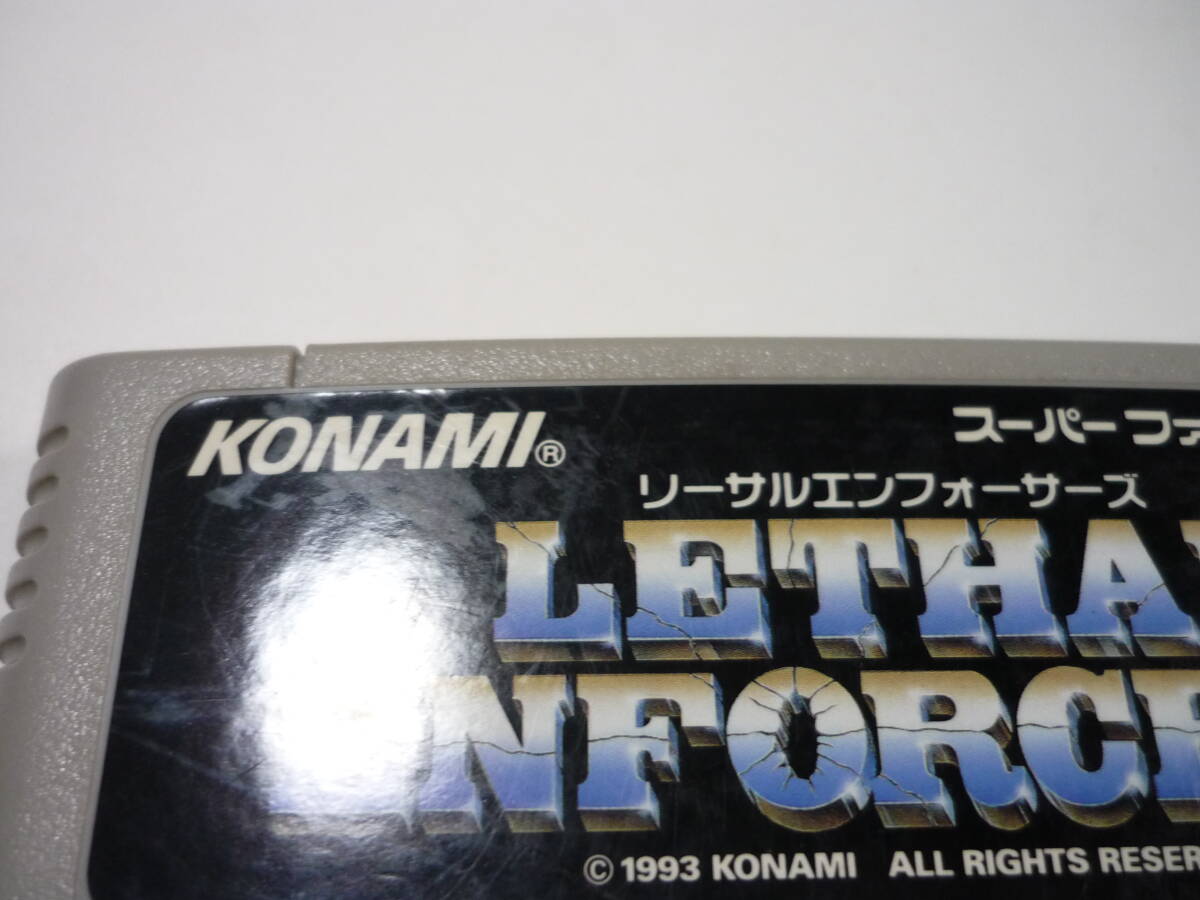 KONAMI®
スーパーファ
リーサルエンフォーサーズ
LETHA
NFORC
© 1993 KONAMI ALL RIGHTS RESER